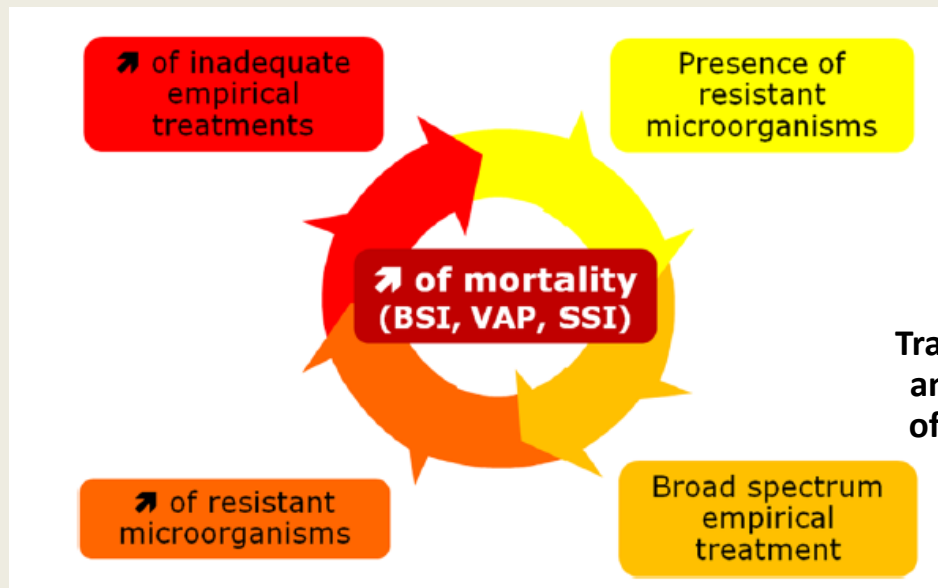 ↗ of inadequate
empirical
treatments
Presence of
resistant
microorganisms
↗ of mortality
(BSI, VAP, SSI)
↗ of resistant
microorganisms
Broad spectrum
empirical
treatment
of